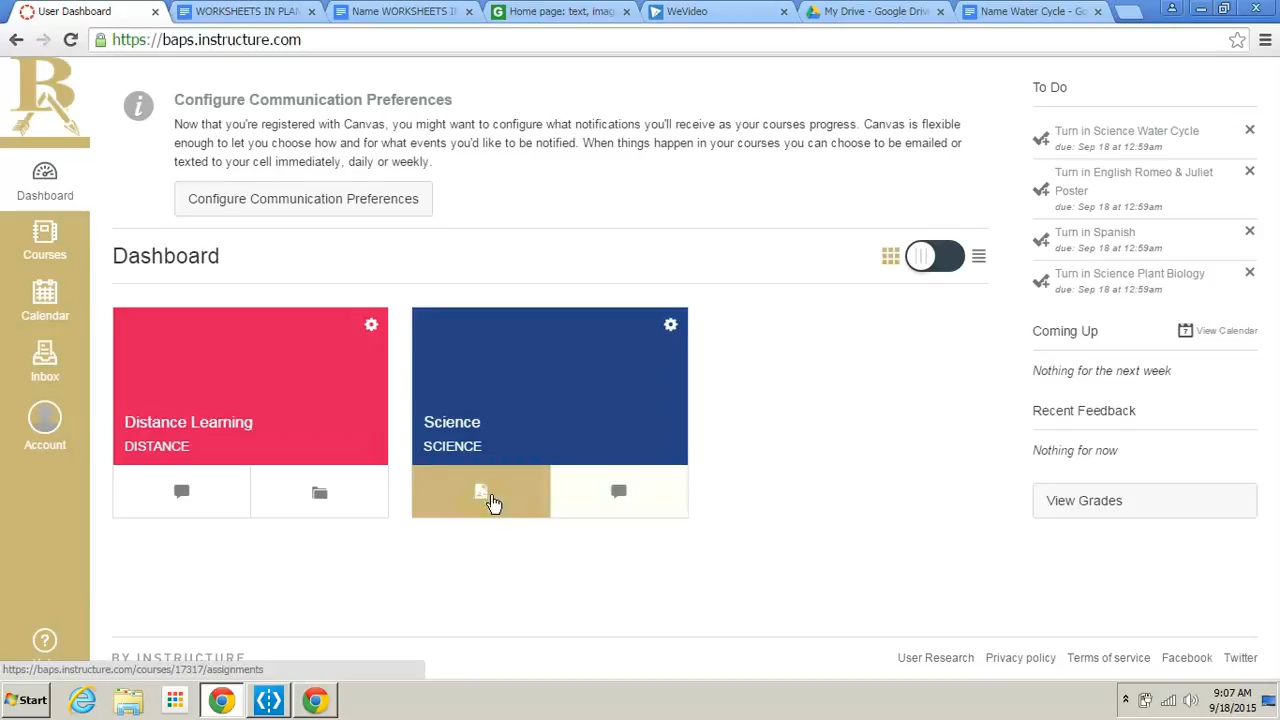 User Dashboard
WORKSHEETS IN PLAN
Name WORKSHEETS I
Home page: text, imag
WeVideo
My Drive - Google Driv
Name Water Cycle - Go
https://baps.instructure.com
B
Configure Communication Preferences
Now that you're registered with Canvas, you might want to configure what notifications you'll receive as your courses progress. Canvas is flexible
enough to let you choose how and for what events you'd like to be notified. When things happen in your courses you can choose to be emailed or
texted to your cell immediately, daily or weekly.
Configure Communication Preferences
Dashboard
Courses
Calendar
Inbox
Account
Dashboard
Distance Learning
DISTANCE
Science
SCIENCE
To Do
Turn in Science Water Cycle
due: Sep 18 at 12:59am
Turn in English Romeo & Juliet
Poster
due: Sep 18 at 12:59am
Turn in Spanish
due: Sep 18 at 12:59am
Turn in Science Plant Biology
due: Sep 18 at 12:59am
Coming Up
7
View Calendar
Nothing for the next week
Recent Feedback
Nothing for now
View Grades
BY INSTRUCTURE
User Research
Privacy policy
Terms of service
Facebook
Twitter
https://baps.instructure.com/courses/17317/assignments
Start
9:07 AM
9/18/2015